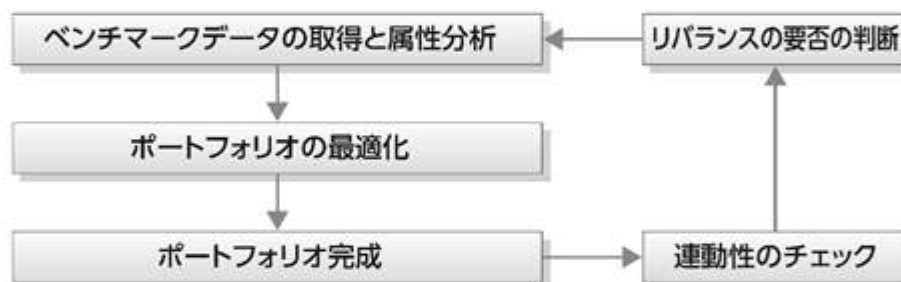 ベンチマークデータの取得と属性分析
リバランスの要否の判断
ポートフォリオの最適化
ポートフォリオ完成
連動性のチェック